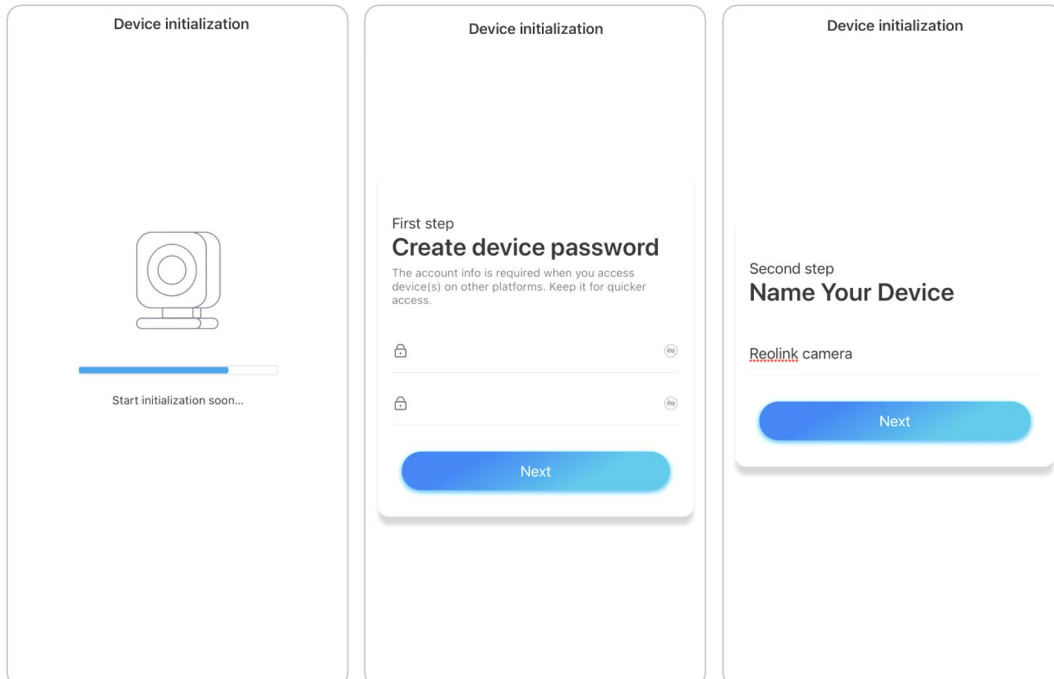 Device initialization
Start initialization soon...
Device initialization
First step
Create device password
The account info is required when you access
device(s) on other platforms. Keep it for quicker
access.
Next
Device initialization
Second step
Name Your Device
Reolink camera
Next